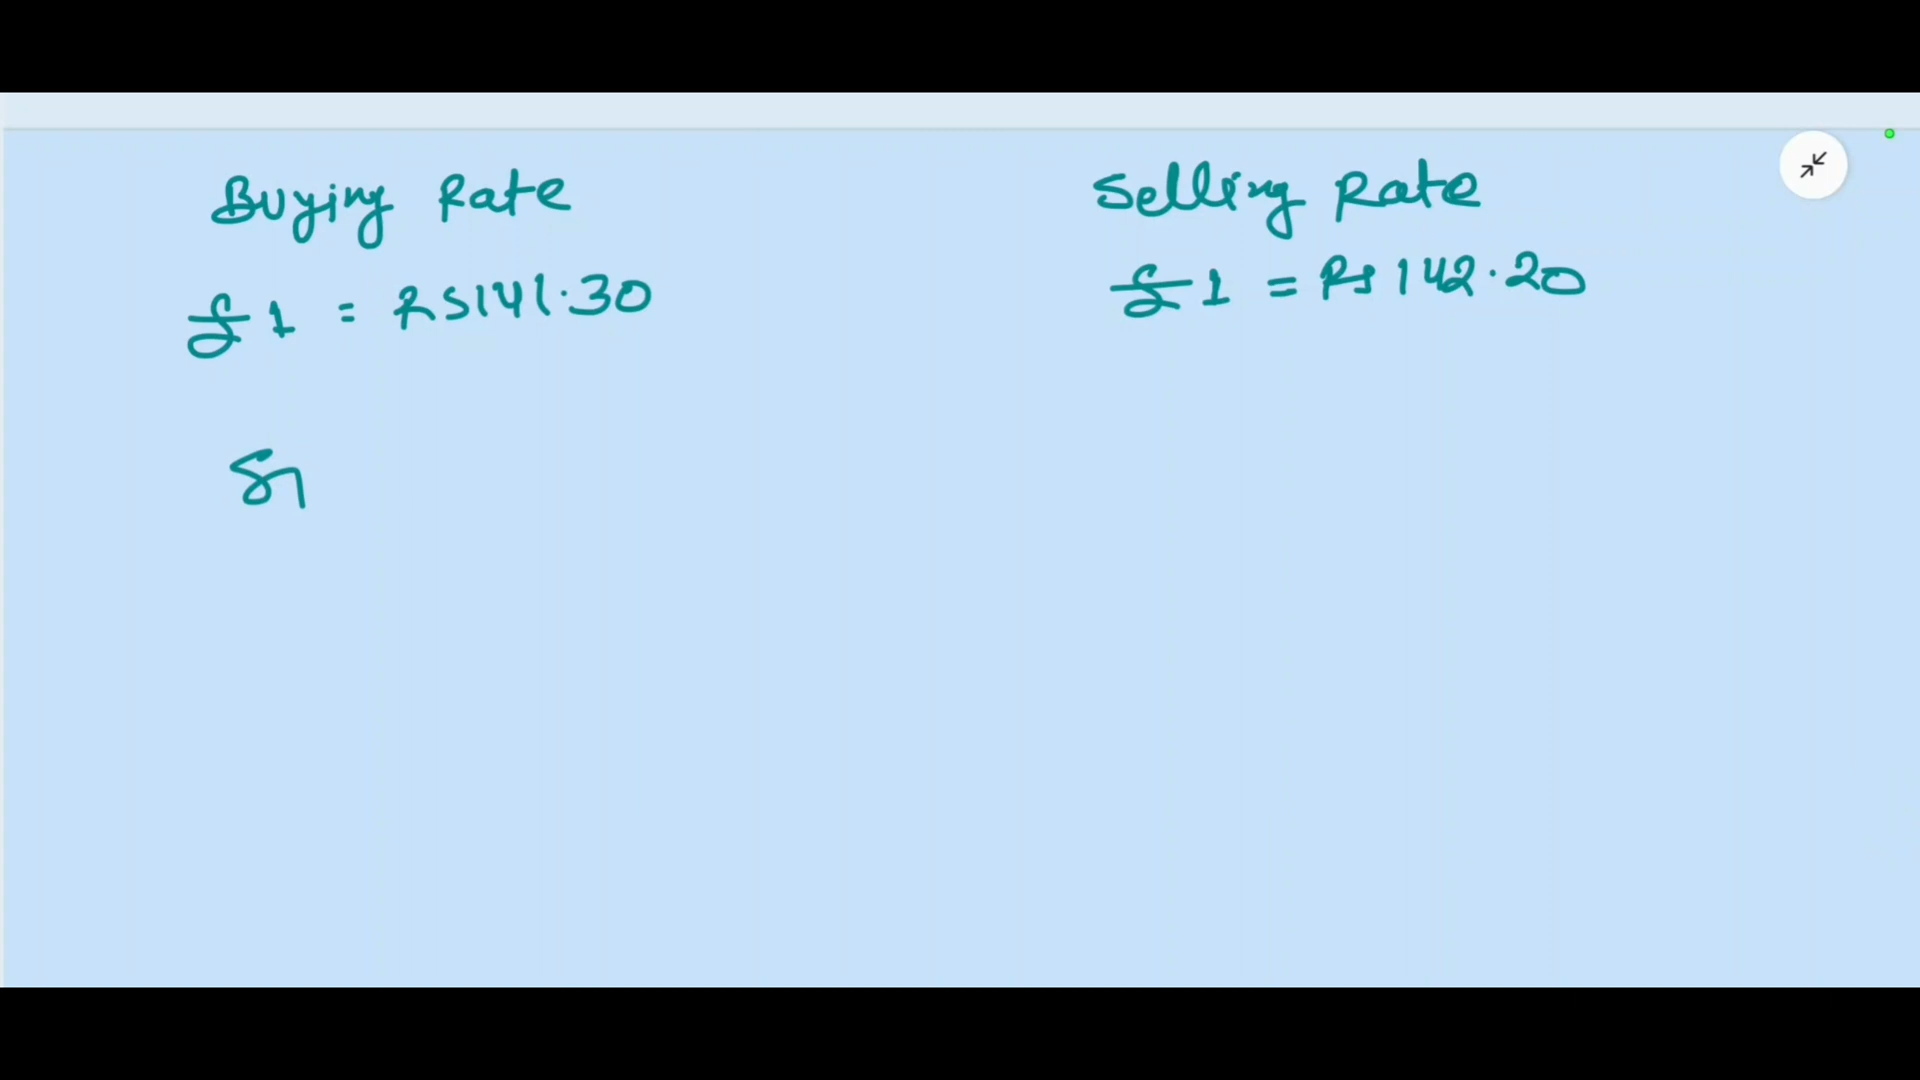 Buying Rate
£1 = RS141.30
Selling Rate
£1 = Rs 142.20